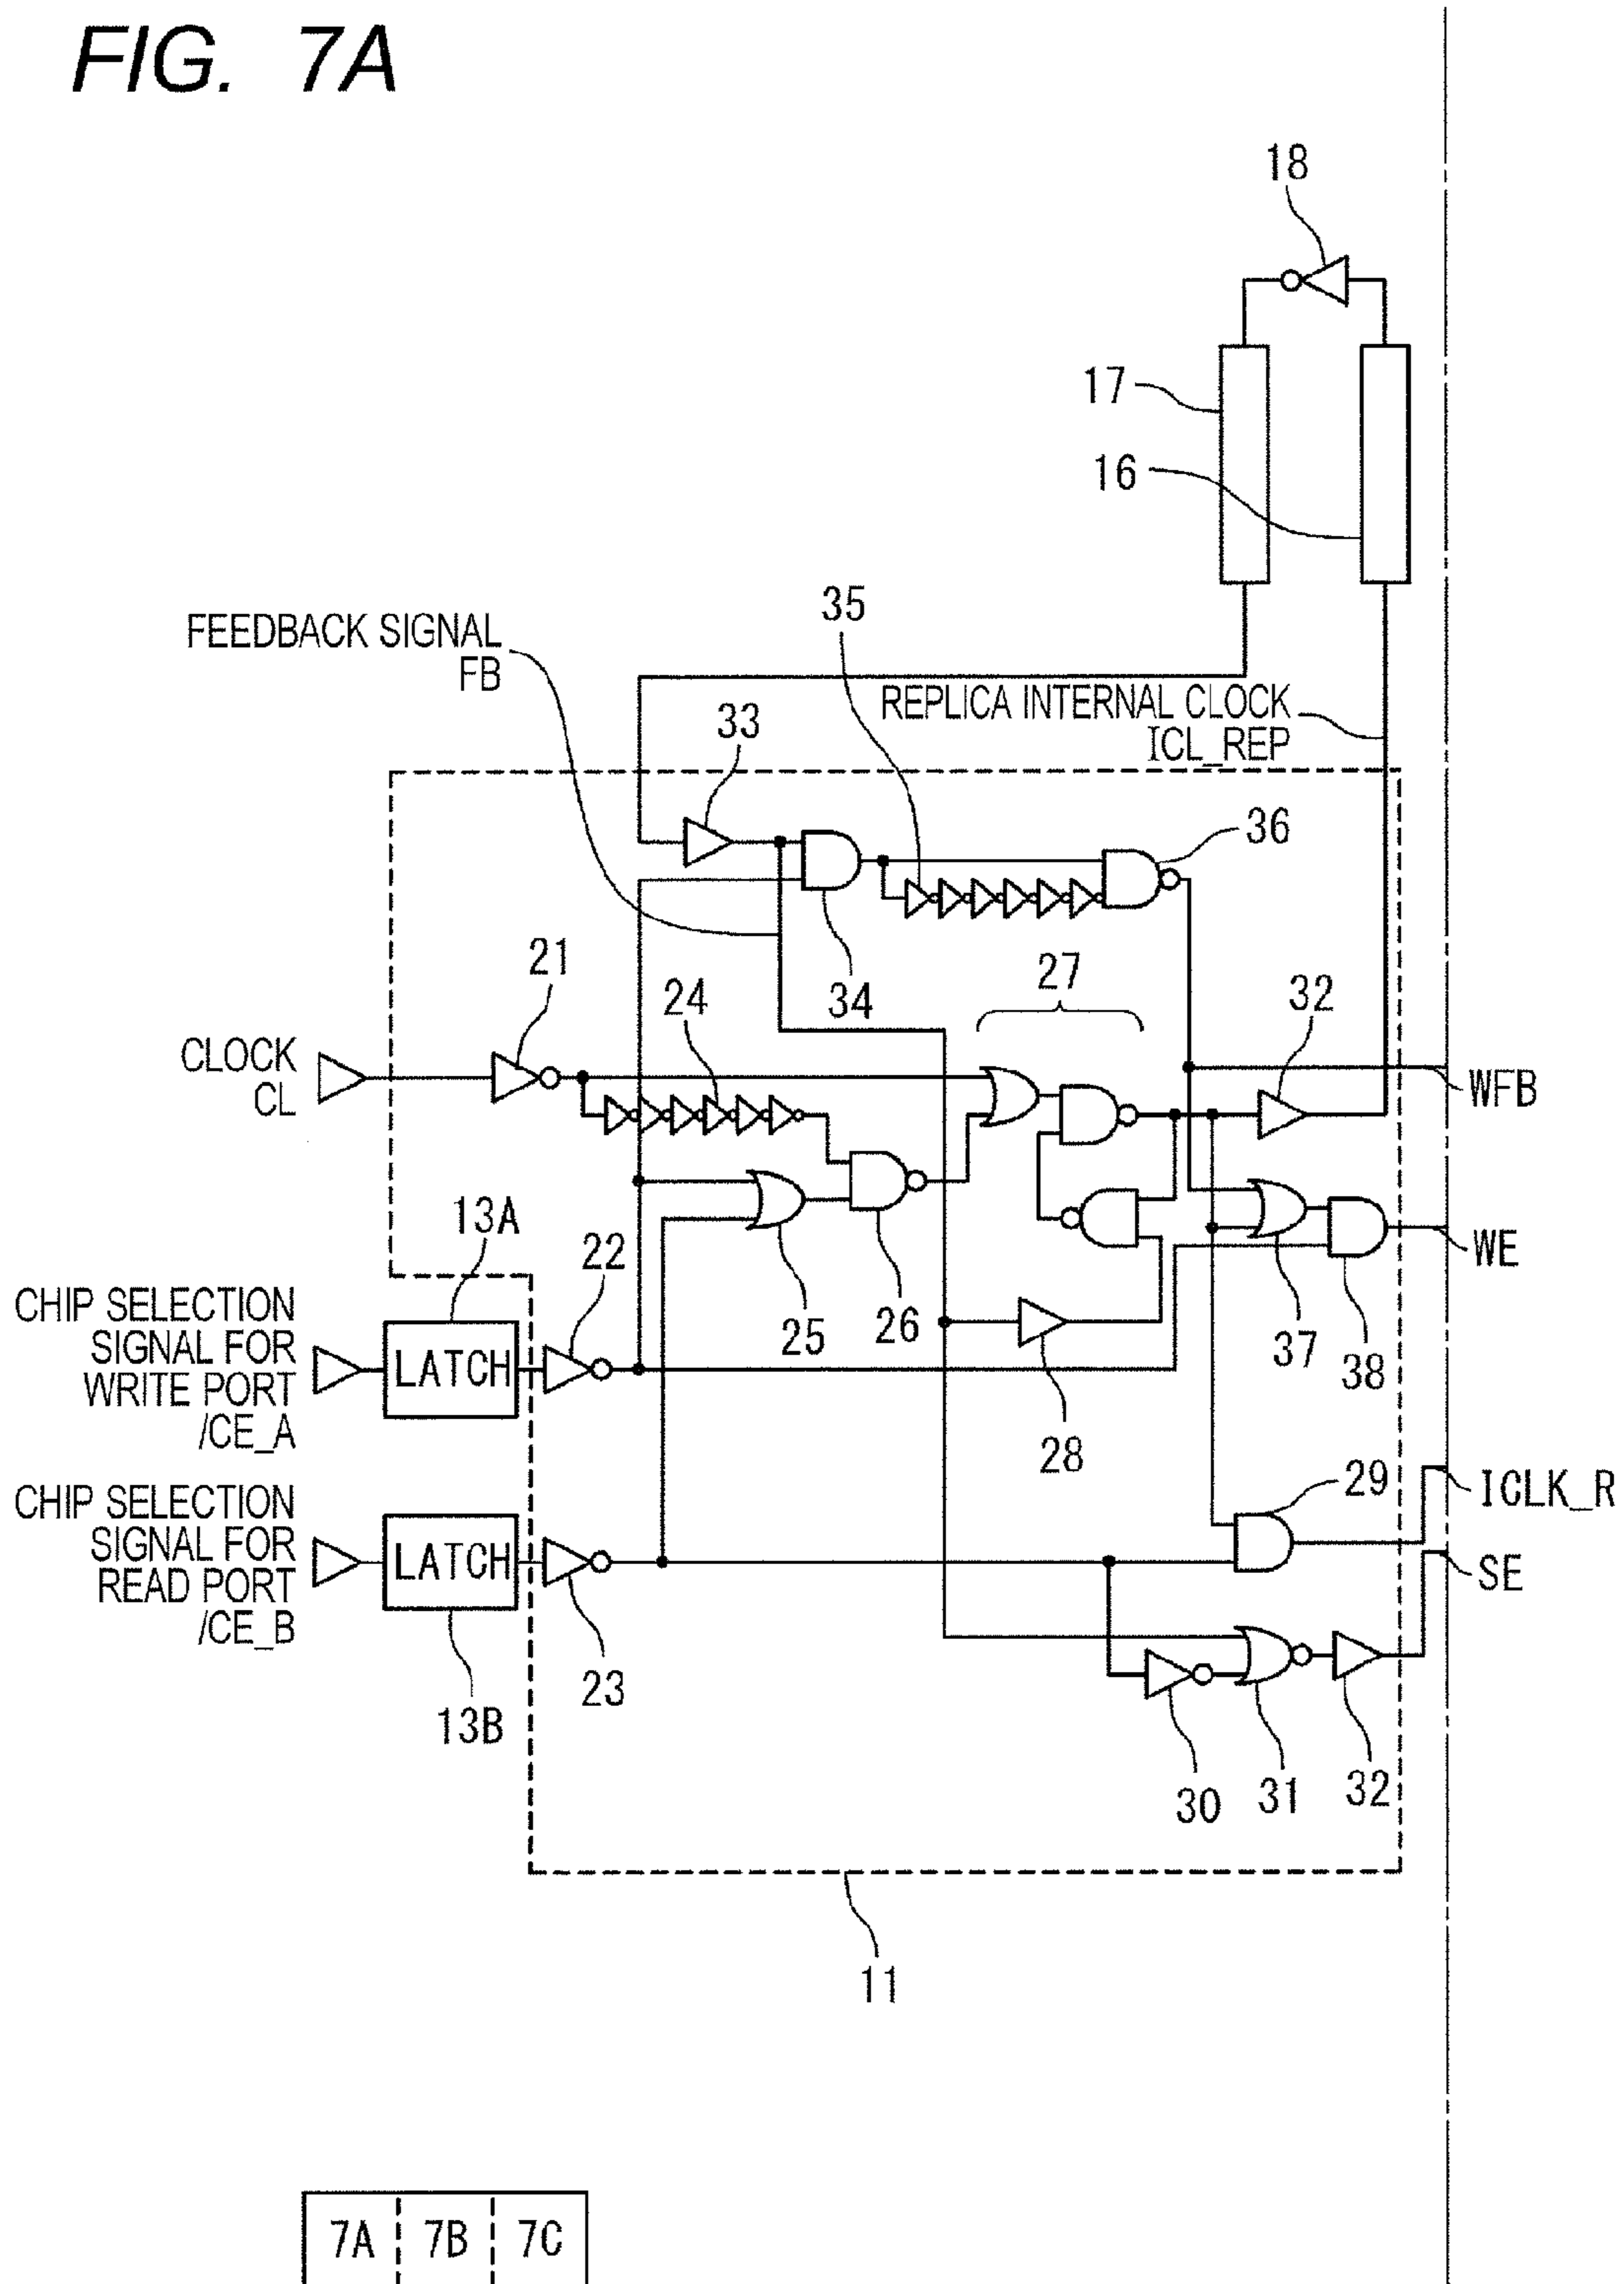 FIG. 7A
18
17
16
35
FEEDBACK SIGNAL
FB
REPLICA INTERNAL CLOCK
ICL_REP
33
36
34
21
24
27
32
CLOCK
CL
WFB
13A
22
25
26
WE
CHIP SELECTION
SIGNAL FOR
WRITE PORT
/CE_A
LATCH
37
38
28
29
ICLK_R
CHIP SELECTION
SIGNAL FOR
READ PORT
/CE_B
LATCH
SE
13B
23
30
31
32
11
7A 7B 7C